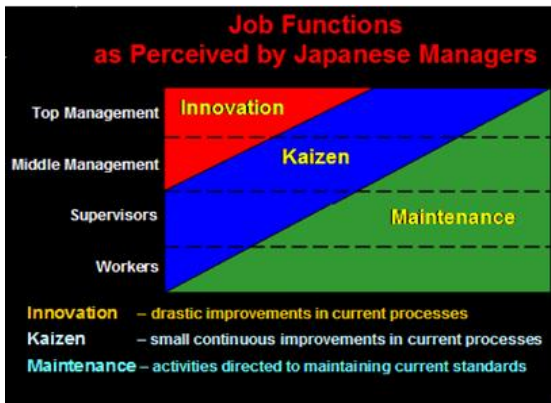 Job Functions
as Perceived by Japanese Managers
Top Management
Innovation
Middle Management
Kaizen
Supervisors
Maintenance
Workers
Innovation – drastic improvements in current processes
Kaizen – small continuous improvements in current processes
Maintenance – activities directed to maintaining current standards